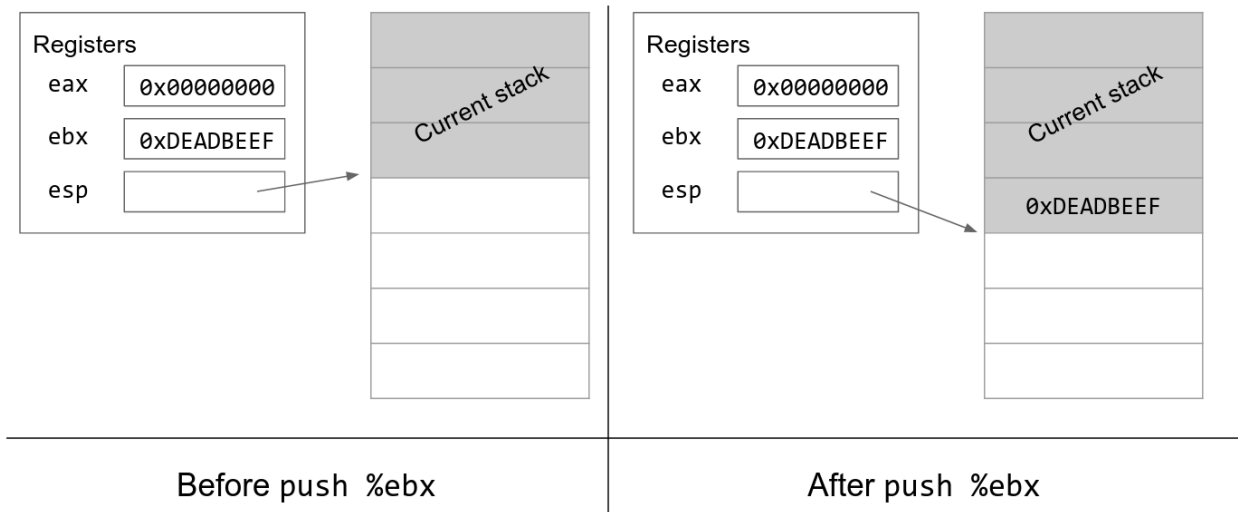 Registers
eax 0x00000000
ebx 0xDEADBEEF
esp
Current stack
Before push %ebx
Registers
eax 0x00000000
ebx 0xDEADBEEF
esp
Current stack
0xDEADBEEF
After push %ebx